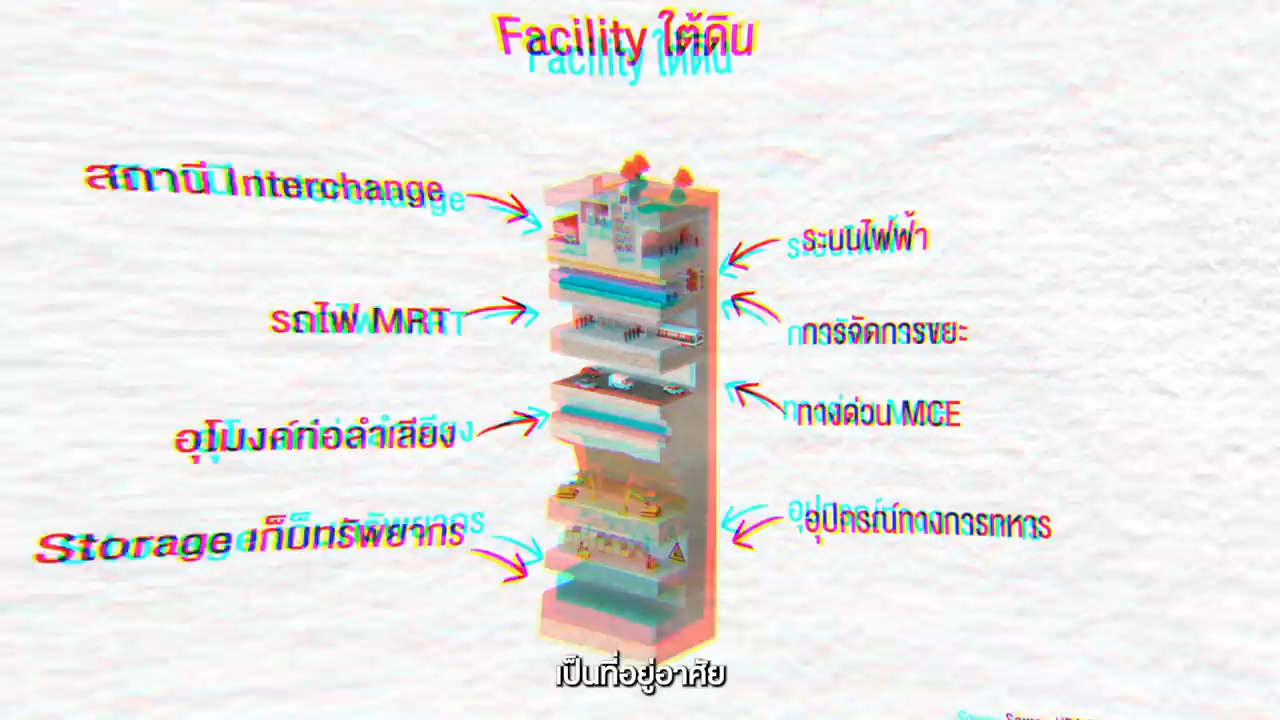 Facility ใต้ดิน
สถานี Interchange
ระบบไฟฟ้า
รถไฟ MRT
การจัดการขยะ
ทางด่วน MCE
อุโมงค์ท่อลำเลียง
อุปกรณ์ทางการทหาร
Storage เก็บทรัพยากร
เป็นที่อยู่อาศัย